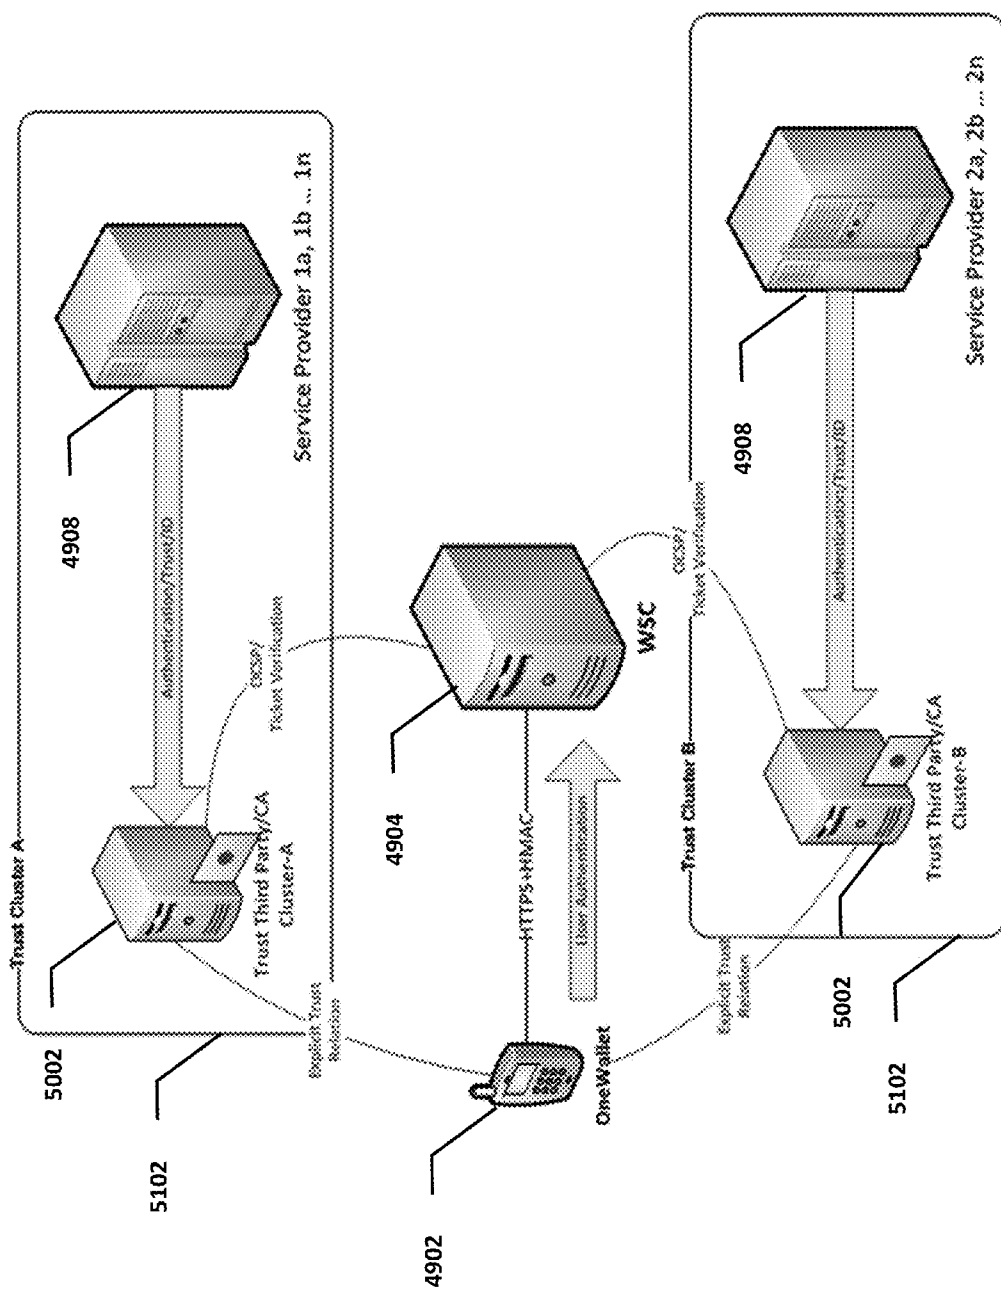 Trust Cluster A
5002
4908
5102
Authentication/Trust/ID
OCSP/
Ticket Verification
Trust Third Party/CA
Cluster-A
Service Provider 1a, 1b ... 1n
Explicit Trust
Relation
4904
4902
HTTPS+HMAC
User Authentication
OneWallet
WSC
OCSP/
Ticket Verification
Trust Cluster B
Explicit Trust
Relation
4908
Authentication/Trust/ID
5002
5102
Trust Third Party/CA
Cluster-B
Service Provider 2a, 2b ... 2n